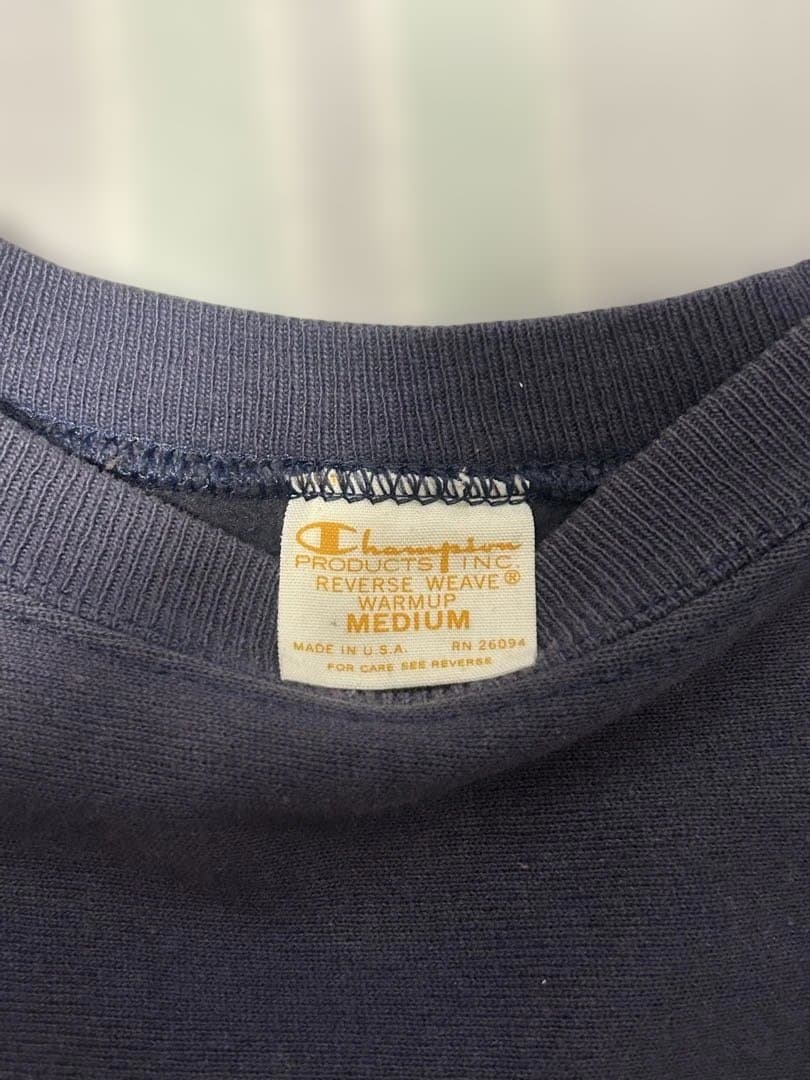 Champion
PRODUCTS INC.
REVERSE WEAVE®
WARMUP
MEDIUM
MADE IN U.S.A. RN 26094
FOR CARE SEE REVERSE